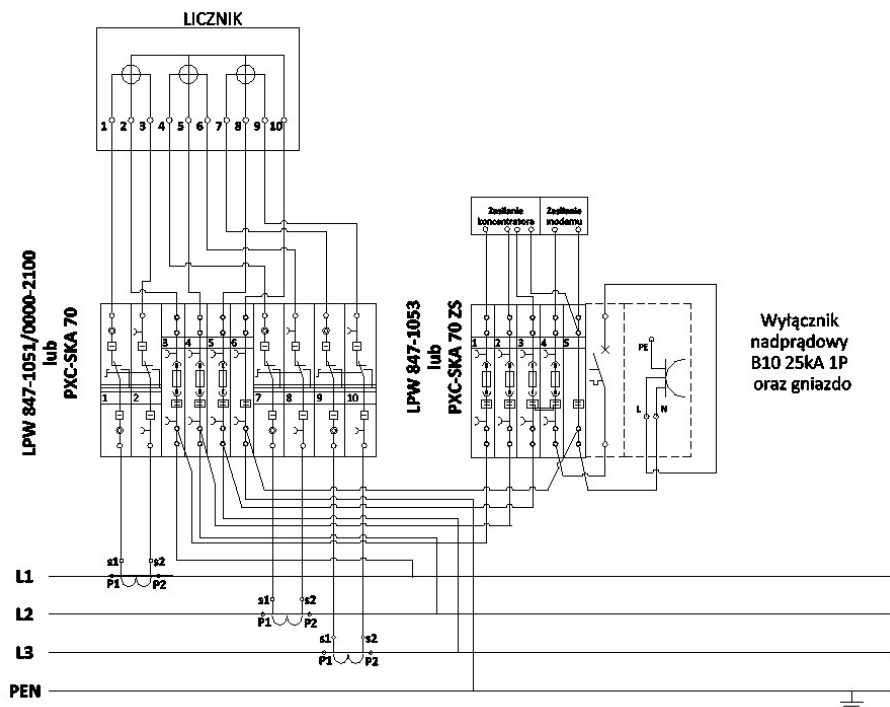 LICZNIK
1 2 3 4 5 6 7 8 9 10
LPW 847-1051/0000-2100
lub
PXC-SKA 70
3 4 5 6
1 2 7 8 9 10
Zasilanie
koncentratora
Zasilanie
modemu
LPW 847-1053
lub
PXC-SKA 70 ZS
1 2 3 4 5
PE
L N
Wyłącznik
nadprądowy
B10 25kA 1P
oraz gniazdo
s1 s2
L1 P1 P2
s1 s2
L2 P1 P2
s1 s2
L3 P1 P2
PEN